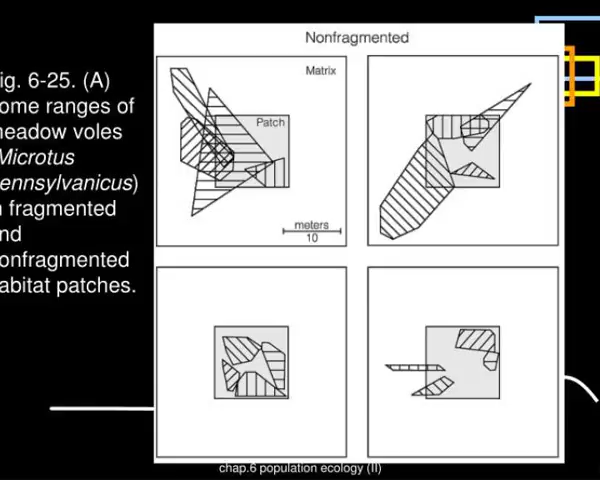 Nonfragmented
Matrix
Patch
meters
10
ig. 6-25. (A)
ome ranges of
neadow voles
Microtus
ennsylvanicus)
n fragmented
nd
onfragmented
abitat patches.
chap.6 population ecology (II)